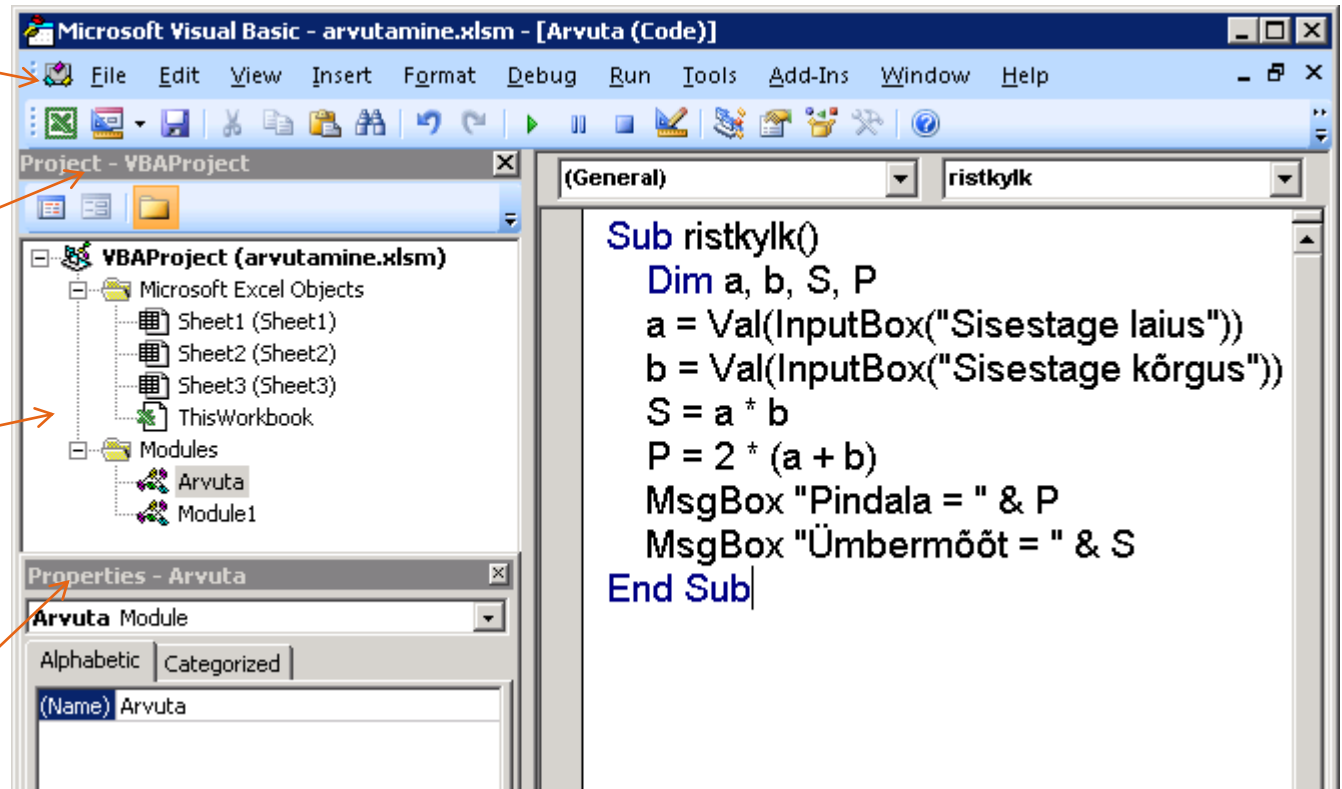 Microsoft Visual Basic - arvutamine.xlsm - [Arvuta (Code)]
File Edit View Insert Format Debug Run Tools Add-Ins Window Help
Project - VBAProject
VBAProject (arvutamine.xlsm)
Microsoft Excel Objects
Sheet1 (Sheet1)
Sheet2 (Sheet2)
Sheet3 (Sheet3)
ThisWorkbook
Modules
Arvuta
Module1
Properties - Arvuta
Arvuta Module
Alphabetic Categorized
(Name) Arvuta
(General) ristkylk
Sub ristkylk()
Dim a, b, S, P
a = Val(InputBox("Sisestage laius"))
b = Val(InputBox("Sisestage kõrgus"))
S = a * b
P = 2 * (a + b)
MsgBox "Pindala = " & P
MsgBox "Ümbermõõt = " & S
End Sub